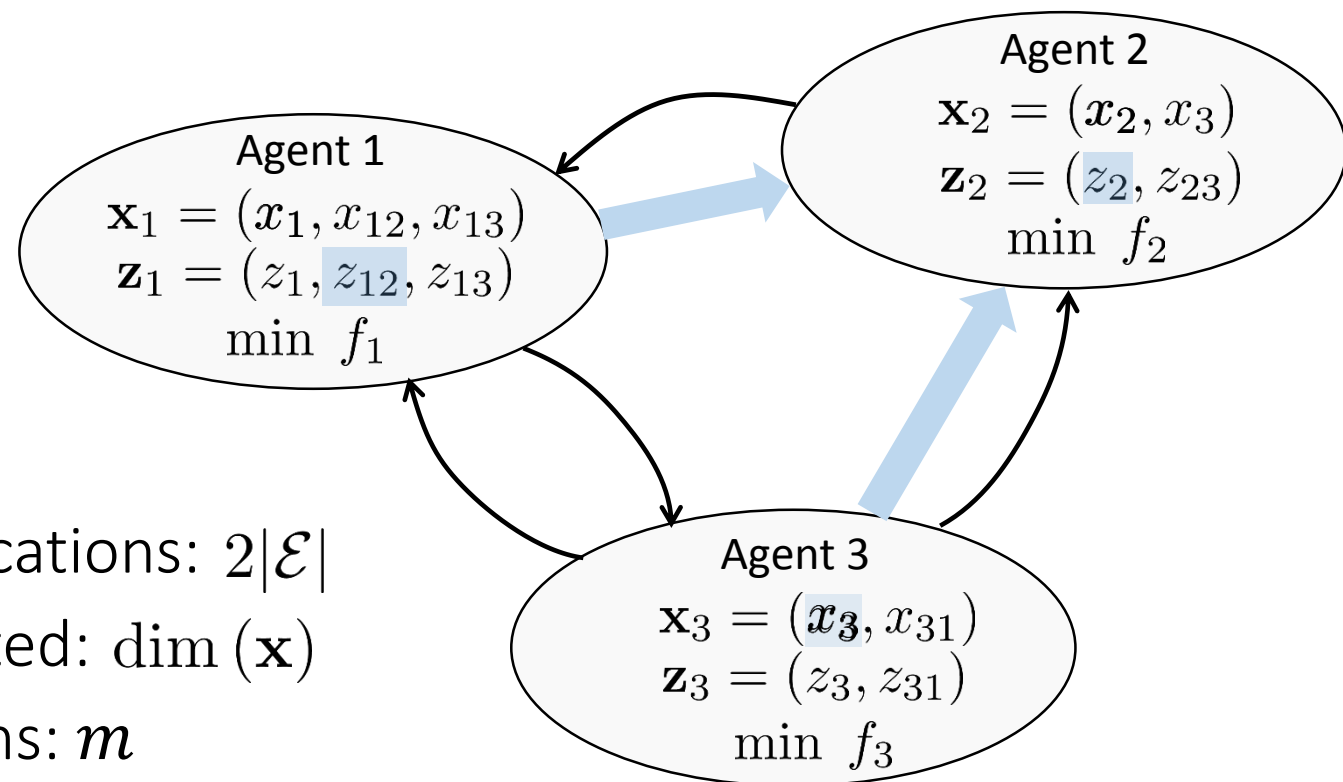 Agent 1
𝐱₁ = (𝒙₁, x₁₂, x₁₃)
𝐳₁ = (z₁, z₁₂, z₁₃)
min f₁
Agent 2
𝐱₂ = (𝒙₂, x₃)
𝐳₂ = (z₂, z₂₃)
min f₂
Agent 3
𝐱₃ = (𝒙₃, x₃₁)
𝐳₃ = (z₃, z₃₁)
min f₃
cations: 2|ℰ|
ted: dim (𝐱)
ns: 𝒎